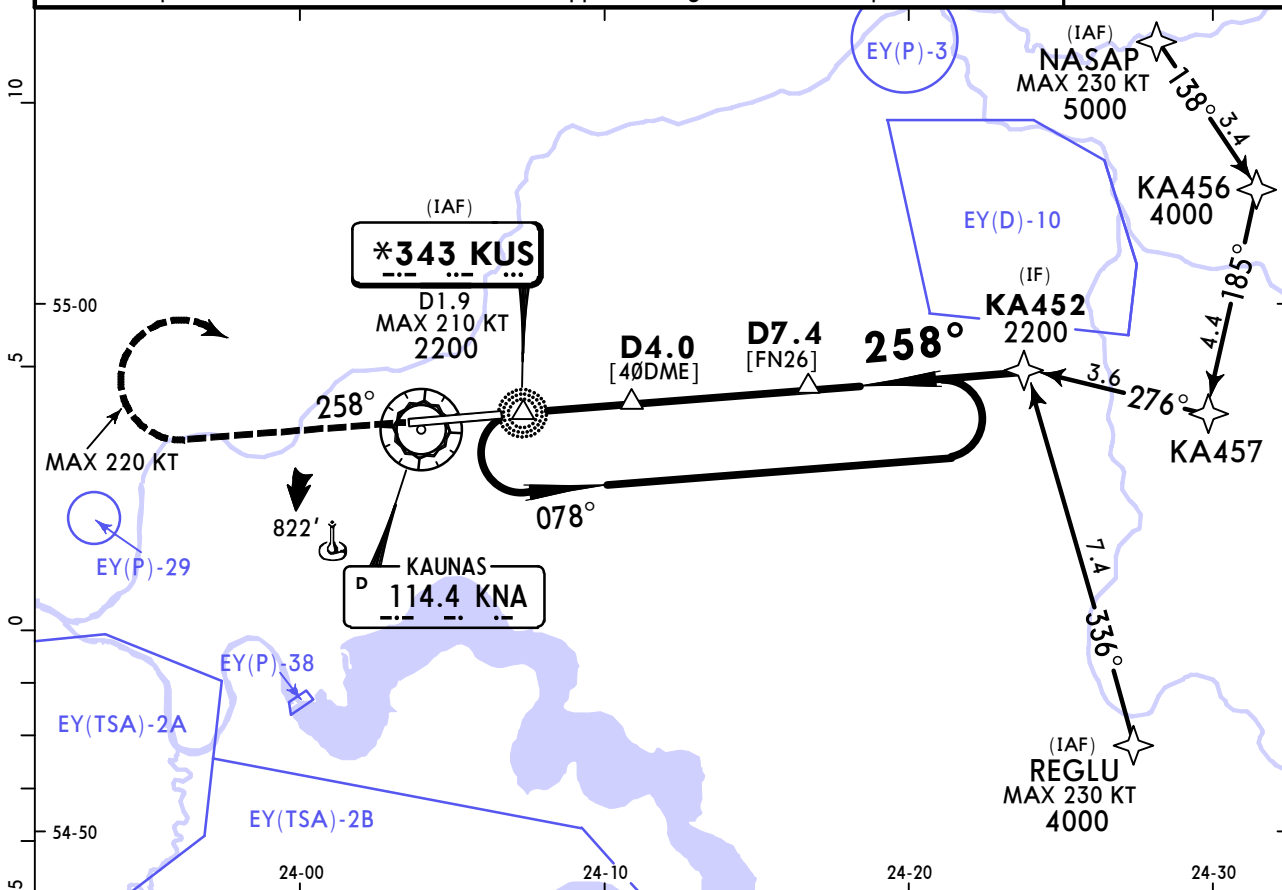 (IAF)
NASAP
MAX 230 KT
5000
EY(P)-3
10
138°
3.4
KA456
4000
(IAF)
*343 KUS
D1.9
MAX 210 KT
2200
EY(D)-10
185°
4.4
55-00
(IF)
KA452
2200
D4.0
[40DME]
D7.4
[FN26]
258°
5
3.6
276°
KA457
258°
MAX 220 KT
078°
822'
EY(P)-29
KAUNAS
D
114.4 KNA
7.4
336°
0
EY(P)-38
EY(TSA)-2A
(IAF)
REGLU
MAX 230 KT
4000
EY(TSA)-2B
54-50
24-00
24-10
24-20
24-30
5